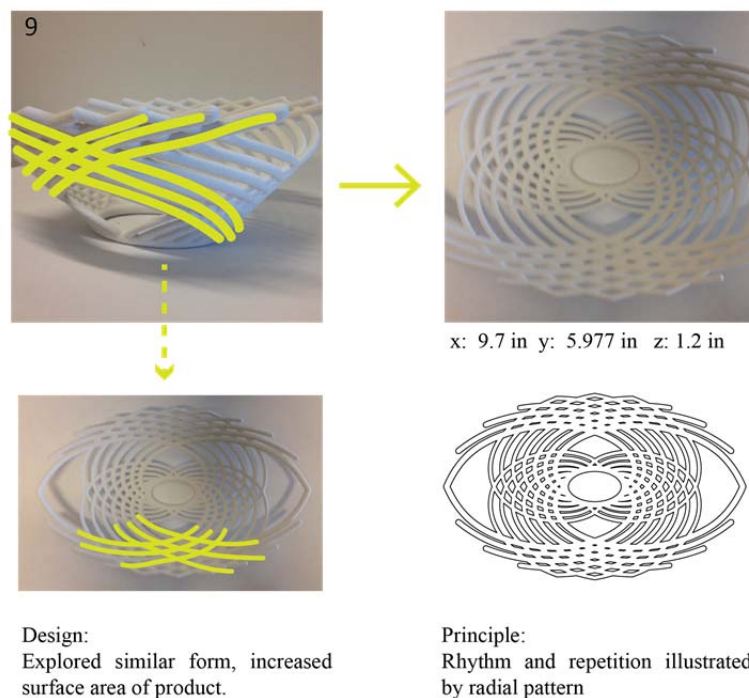 9
x: 9.7 in y: 5.977 in z: 1.2 in
Design:
Explored similar form, increased
surface area of product.
Principle:
Rhythm and repetition illustrated
by radial pattern